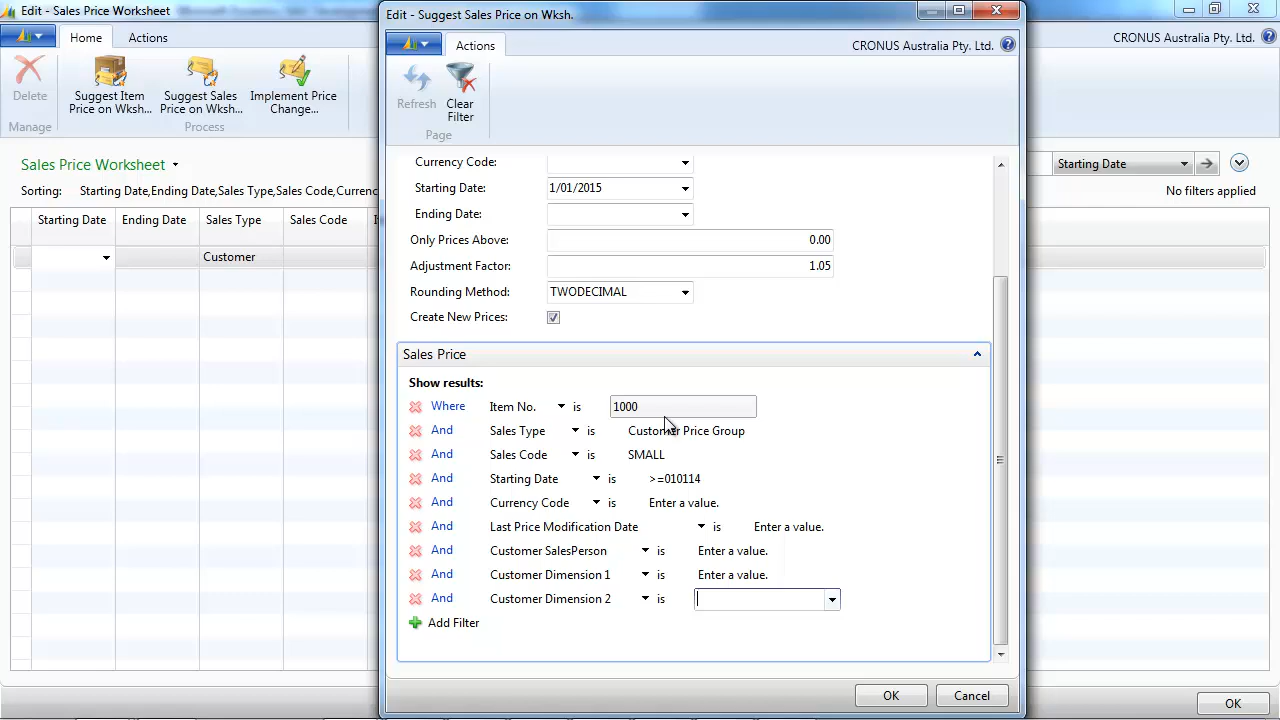 Edit - Sales Price Worksheet
Home
Actions
CRONUS Australia Pty. Ltd.
Delete
Suggest Item Price on Wksh...
Suggest Sales Price on Wksh...
Implement Price Change...
Manage
Process
Sales Price Worksheet
Starting Date
Sorting: Starting Date,Ending Date,Sales Type,Sales Code,Currenc
No filters applied
Starting Date
Ending Date
Sales Type
Sales Code
Customer
OK
Edit - Suggest Sales Price on Wksh.
Actions
CRONUS Australia Pty. Ltd.
Refresh
Clear Filter
Page
Currency Code:
Starting Date: 1/01/2015
Ending Date:
Only Prices Above: 0.00
Adjustment Factor: 1.05
Rounding Method: TWODECIMAL
Create New Prices:
Sales Price
Show results:
Where Item No. is 1000
And Sales Type is Customer Price Group
And Sales Code is SMALL
And Starting Date is >=010114
And Currency Code is Enter a value.
And Last Price Modification Date is Enter a value.
And Customer SalesPerson is Enter a value.
And Customer Dimension 1 is Enter a value.
And Customer Dimension 2 is
Add Filter
OK
Cancel